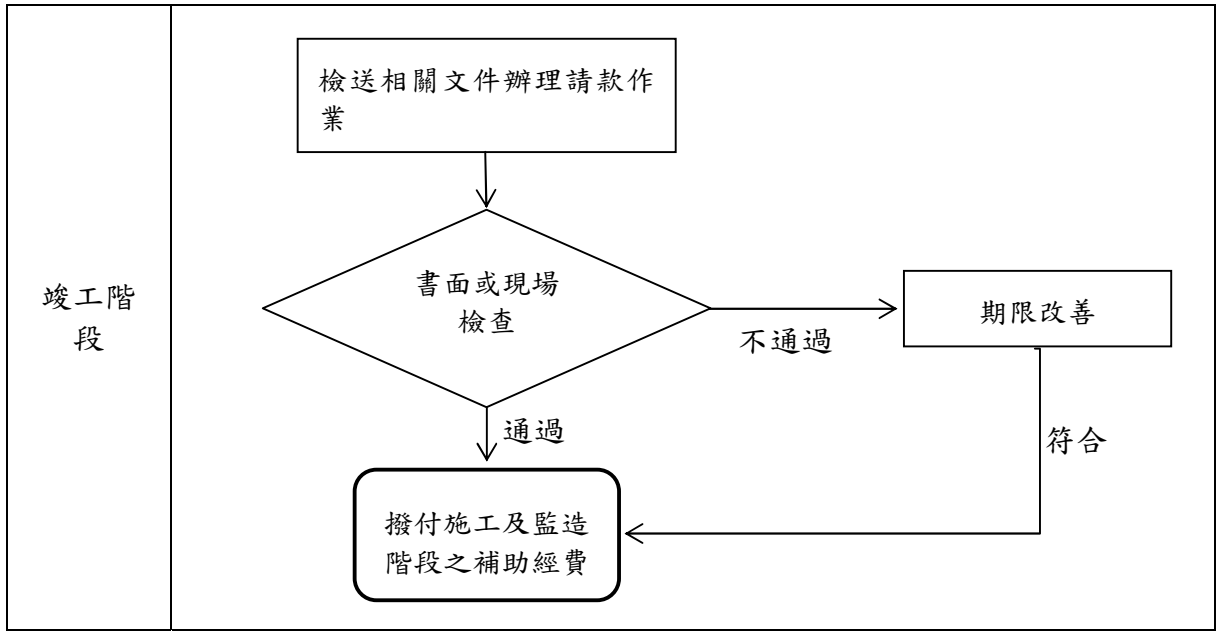 檢送相關文件辦理請款作
業
竣工階
段
書面或現場
檢查
期限改善
不通過
通過
符合
撥付施工及監造
階段之補助經費